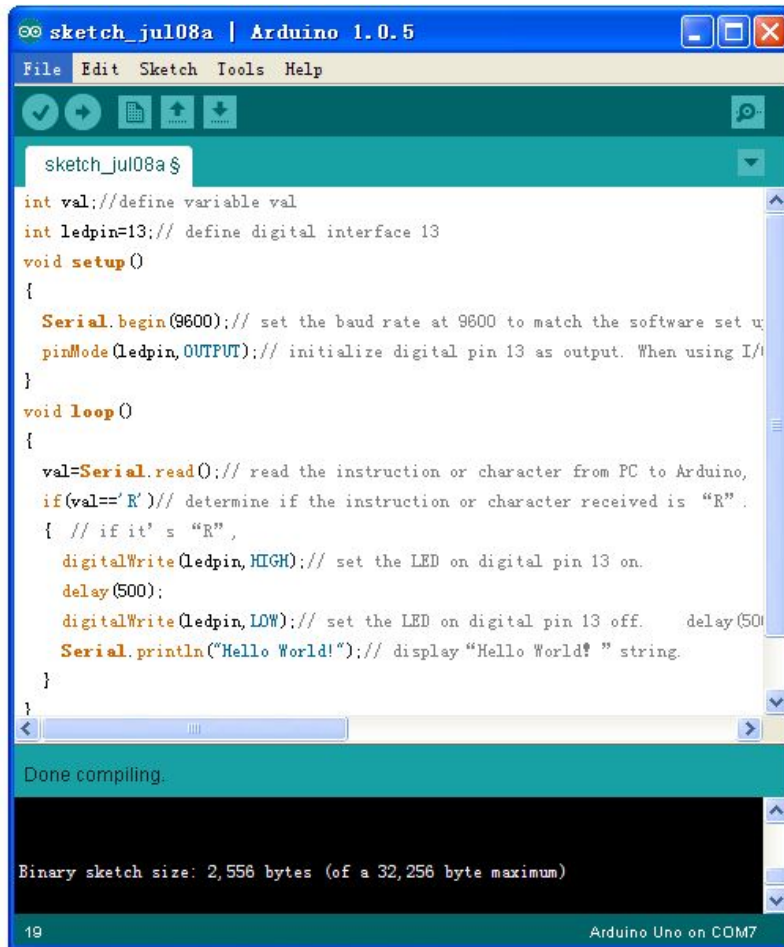 sketch_jul08a | Arduino 1.0.5
File Edit Sketch Tools Help
sketch_jul08a §
int val;//define variable val
int ledpin=13;// define digital interface 13
void setup()
{
Serial.begin(9600);// set the baud rate at 9600 to match the software set
pinMode(ledpin,OUTPUT);// initialize digital pin 13 as output. When using
}
void loop()
{
val=Serial.read();// read the instruction or character from PC to Arduino,
if(val=='R')// determine if the instruction or character received is “R”.
{ // if it’s “R”,
digitalWrite(ledpin,HIGH);// set the LED on digital pin 13 on.
delay(500);
digitalWrite(ledpin,LOW);// set the LED on digital pin 13 off. delay(50
Serial.println("Hello World!");// display “Hello World! ” string.
}
}
Done compiling.
Binary sketch size: 2,556 bytes (of a 32,256 byte maximum)
19 Arduino Uno on COM7